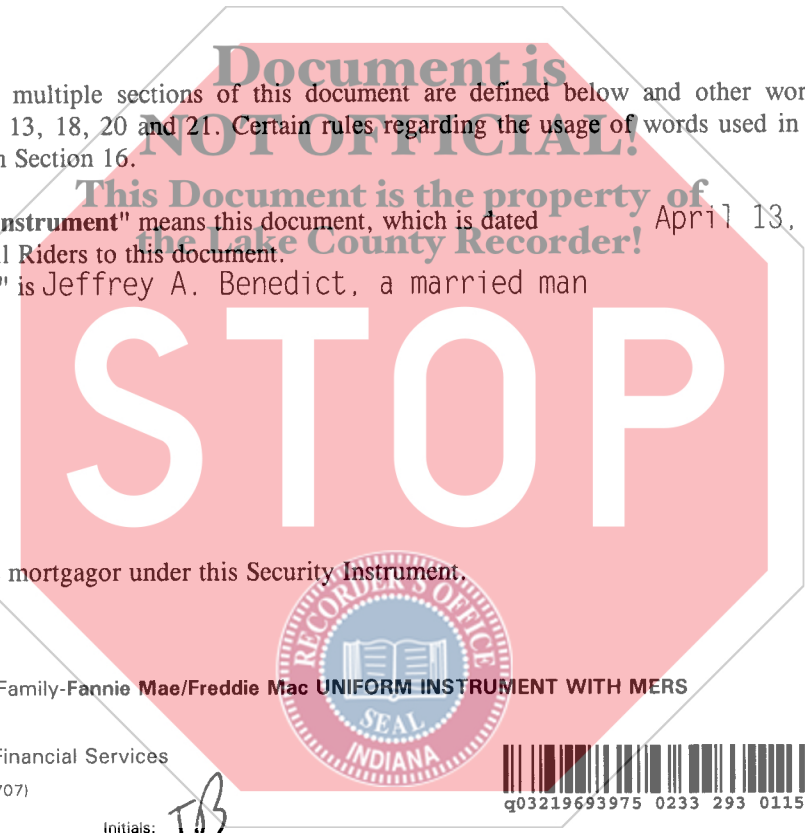 Document is
multiple sections of this document are defined below and other wor
13, 18, 20 and 21. Certain rules regarding the usage of words used in
NOT OFFICIAL!
n Section 16.
This Document is the property of
nstrument" means this document, which is dated April 13,
the Lake County Recorder!
l Riders to this document.
" is Jeffrey A. Benedict, a married man
STOP
mortgagor under this Security Instrument.
RECORDER'S OFFICE
SEAL
INDIANA
Family-Fannie Mae/Freddie Mac UNIFORM INSTRUMENT WITH MERS
Financial Services
707)
q03219693975 0233 293 0115
Initials: JB